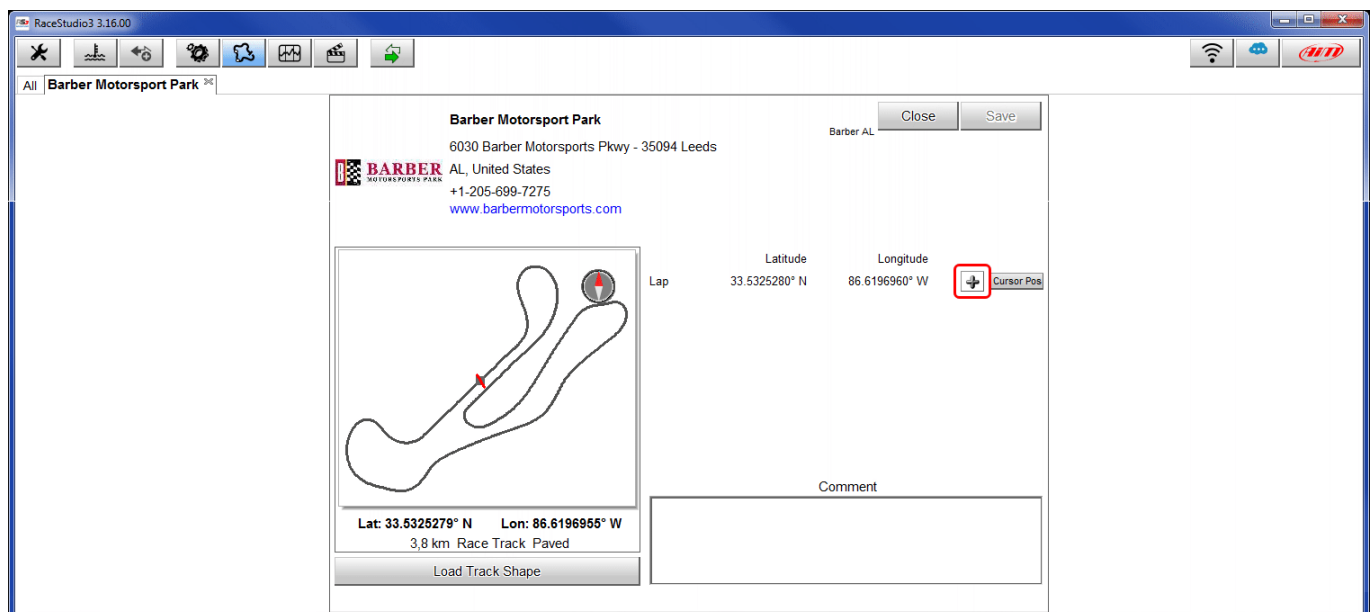 RaceStudio3 3.16.00
AiM
All Barber Motorsport Park
Barber Motorsport Park
Close
Save
Barber AL
6030 Barber Motorsports Pkwy - 35094 Leeds
BARBER
MOTORSPORTS PARK
AL, United States
+1-205-699-7275
www.barbermotorsports.com
Latitude Longitude
Lap 33.5325280° N 86.6196960° W Cursor Pos
Comment
Lat: 33.5325279° N Lon: 86.6196955° W
3,8 km Race Track Paved
Load Track Shape